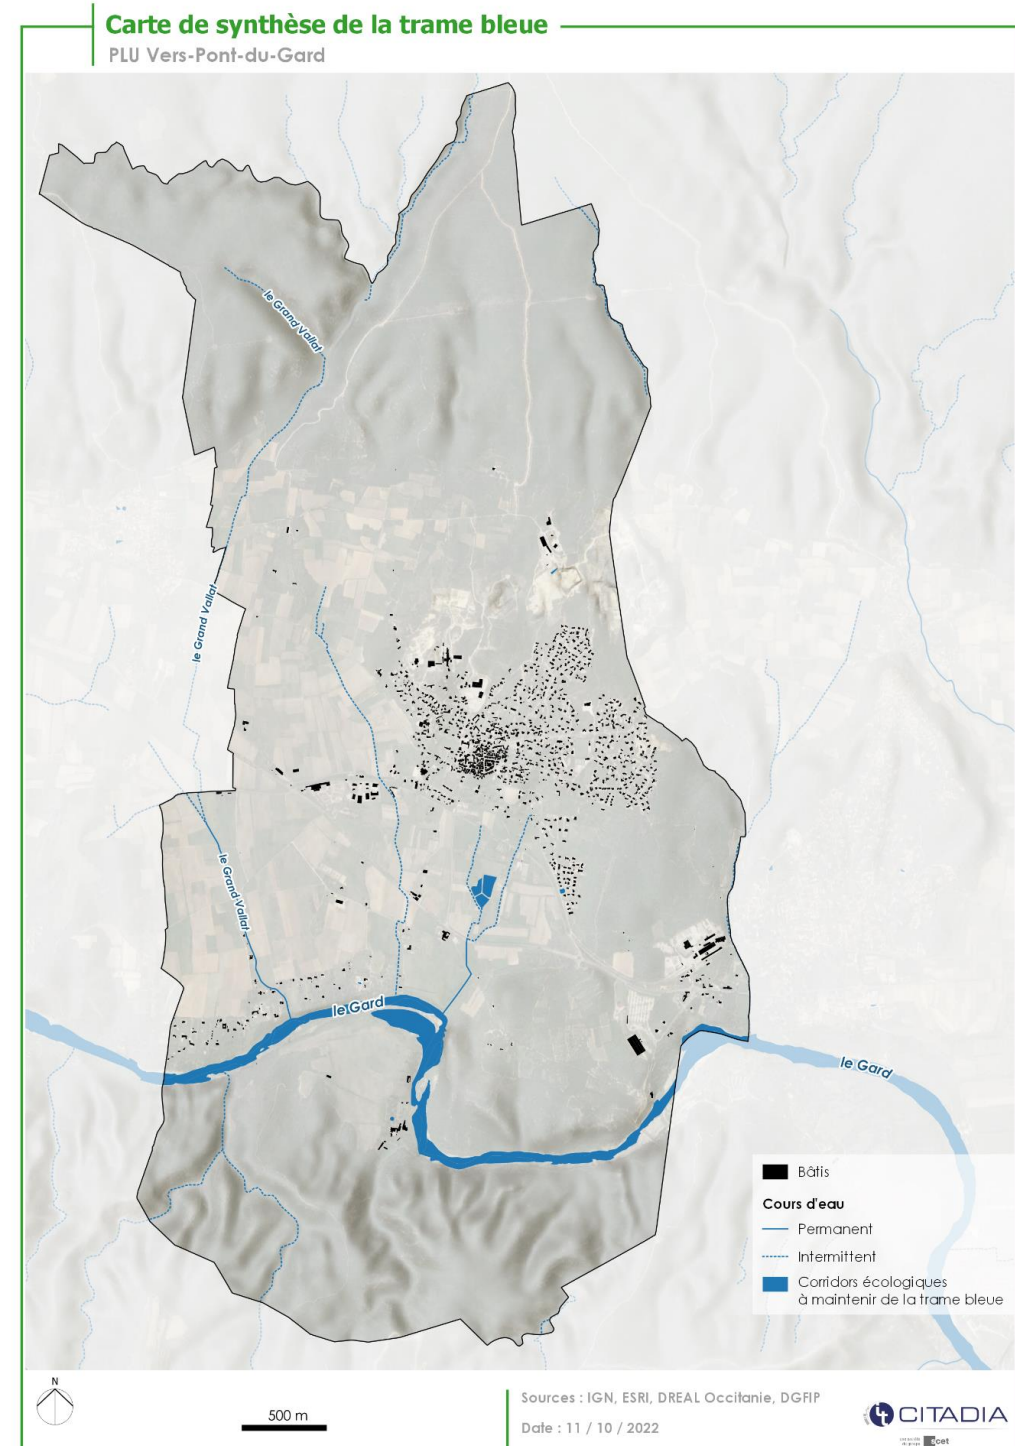 Carte de synthèse de la trame bleue
PLU Vers-Pont-du-Gard
le Grand Vallat
le Grand Vallat
le Grand Vallat
le Gard
le Gard
Bâtis
Cours d'eau
Permanent
Intermittent
Corridors écologiques
à maintenir de la trame bleue
N
500 m
Sources : IGN, ESRI, DREAL Occitanie, DGFIP
Date : 11 / 10 / 2022
CITADIA
scet